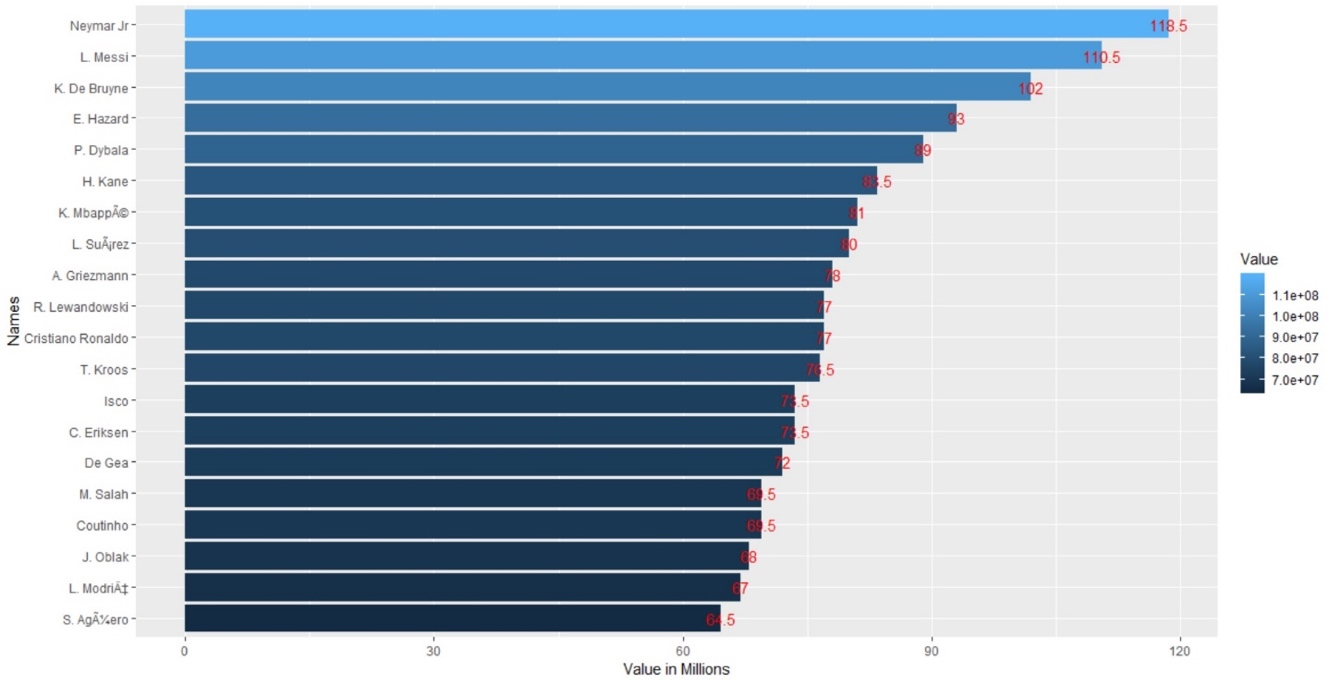 Neymar Jr 118.5
L. Messi 110.5
K. De Bruyne 102
E. Hazard 93
P. Dybala 89
H. Kane 83.5
K. MbappÃ© 81
L. SuÃ¡rez 80
A. Griezmann 78
R. Lewandowski 77
Cristiano Ronaldo 77
T. Kroos 76.5
Isco 73.5
C. Eriksen 73.5
De Gea 72
M. Salah 69.5
Coutinho 69.5
J. Oblak 68
L. ModriÄ‡ 67
S. AgÃ¼ero 64.5
Names
0 30 60 90 120
Value in Millions
Value
1.1e+08
1.0e+08
9.0e+07
8.0e+07
7.0e+07